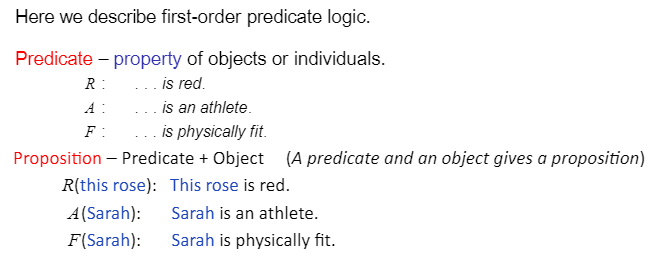 Here we describe first-order predicate logic.
Predicate – property of objects or individuals.
R : . . . is red.
A : . . . is an athlete.
F : . . . is physically fit.
Proposition – Predicate + Object (A predicate and an object gives a proposition)
R(this rose): This rose is red.
A(Sarah): Sarah is an athlete.
F(Sarah): Sarah is physically fit.